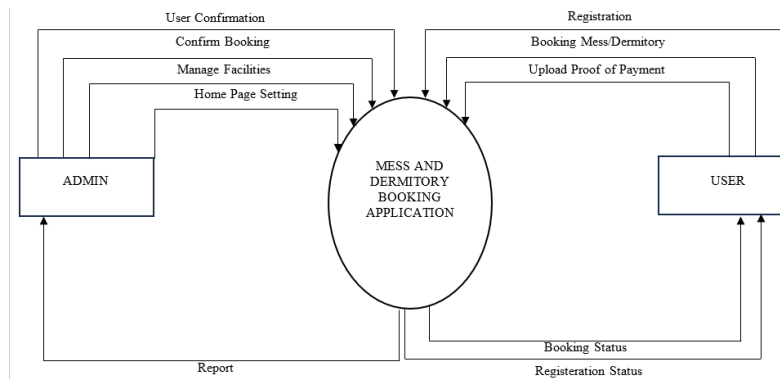 User Confirmation
Registration
Confirm Booking
Booking Mess/Dermitory
Manage Facilities
Upload Proof of Payment
Home Page Setting
ADMIN
MESS AND
DERMITORY
BOOKING
APPLICATION
USER
Booking Status
Report
Registeration Status